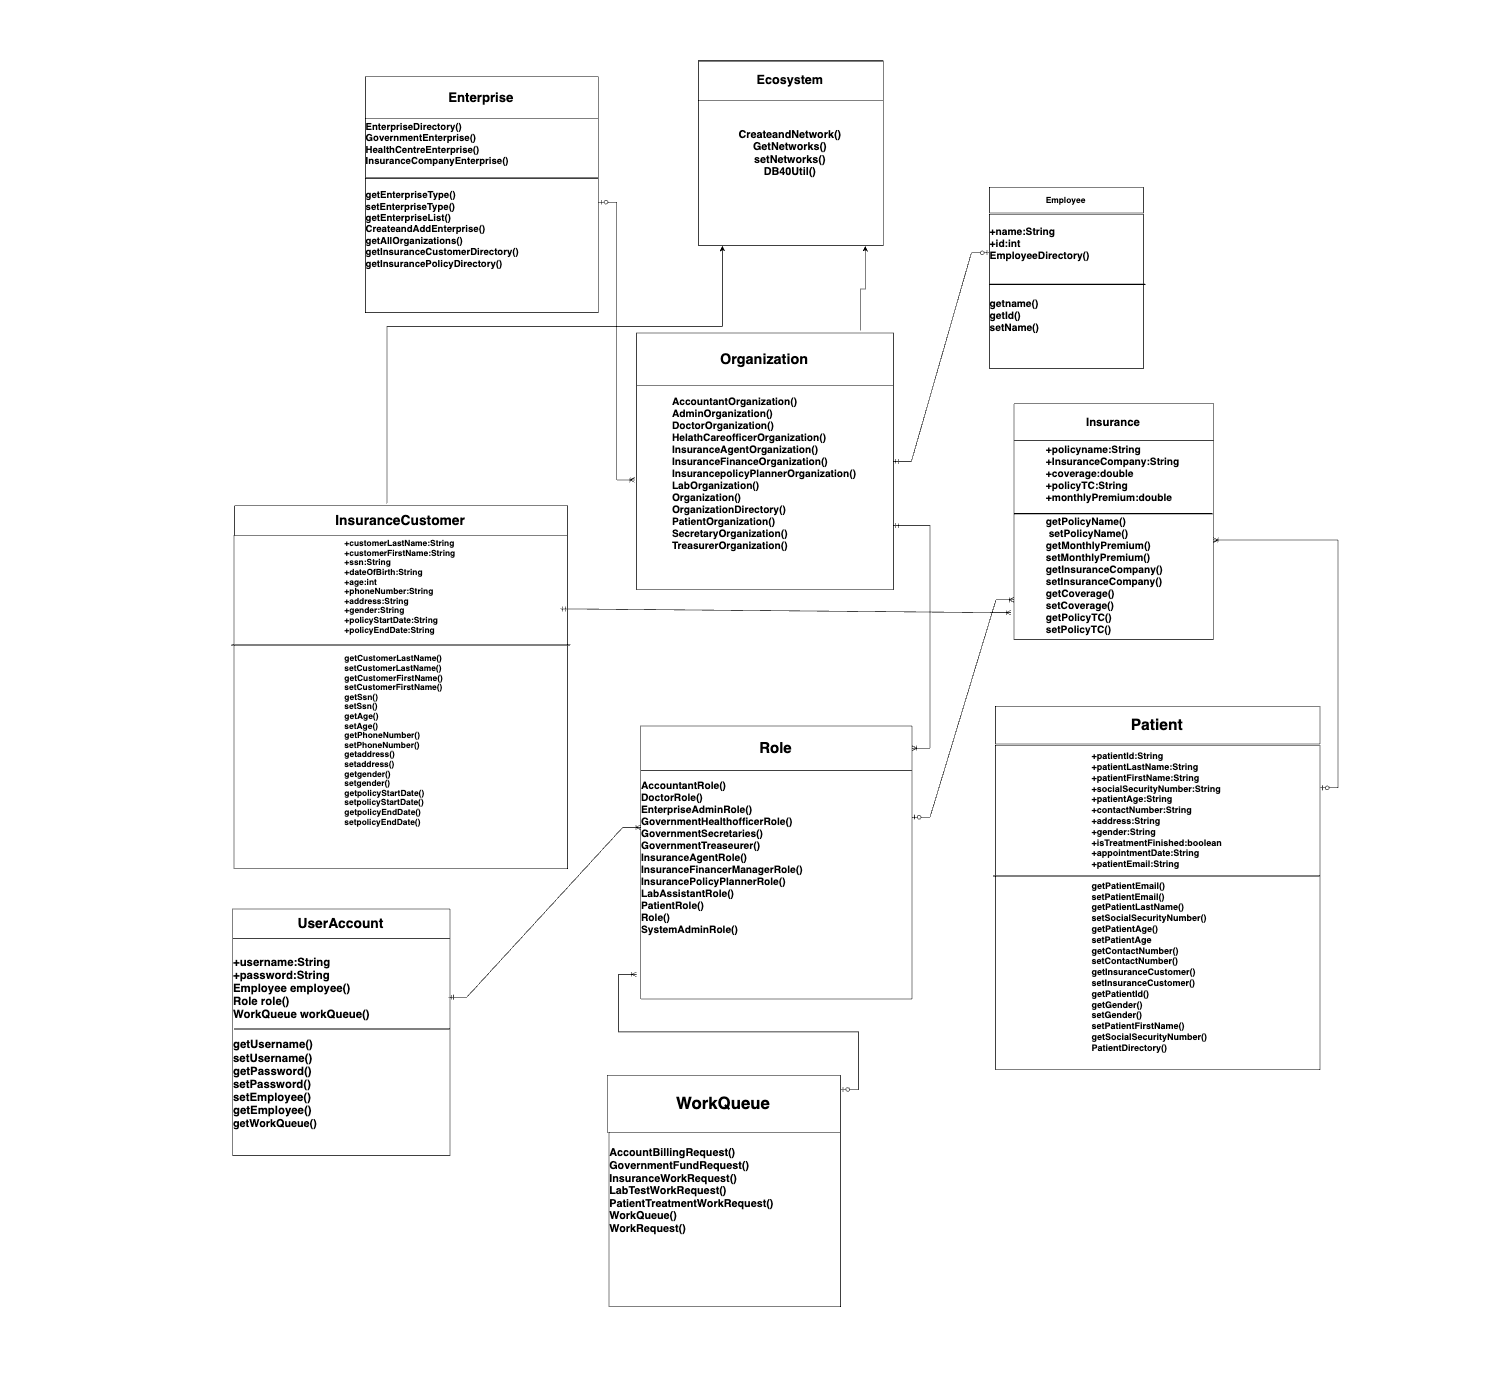 Enterprise
EnterpriseDirectory()
GovernmentEnterprise()
HealthCentreEnterprise()
InsuranceCompanyEnterprise()
getEnterpriseType()
setEnterpriseType()
getEnterpriseList()
CreateandAddEnterprise()
getAllOrganizations()
getInsuranceCustomerDirectory()
getInsurancePolicyDirectory()
Ecosystem
CreateandNetwork()
GetNetworks()
setNetworks()
DB40Util()
Employee
+name:String
+id:int
EmployeeDirectory()
getname()
getId()
setName()
Organization
AccountantOrganization()
AdminOrganization()
DoctorOrganization()
HelathCareofficerOrganization()
InsuranceAgentOrganization()
InsuranceFinanceOrganization()
InsurancepolicyPlannerOrganization()
LabOrganization()
Organization()
OrganizationDirectory()
PatientOrganization()
SecretaryOrganization()
TreasurerOrganization()
Insurance
+policyname:String
+InsuranceCompany:String
+coverage:double
+policyTC:String
+monthlyPremium:double
getPolicyName()
setPolicyName()
getMonthlyPremium()
setMonthlyPremium()
getInsuranceCompany()
setInsuranceCompany()
getCoverage()
setCoverage()
getPolicyTC()
setPolicyTC()
InsuranceCustomer
+customerLastName:String
+customerFirstName:String
+ssn:String
+dateOfBirth:String
+age:int
+phoneNumber:String
+address:String
+gender:String
+policyStartDate:String
+policyEndDate:String
getCustomerLastName()
setCustomerLastName()
getCustomerFirstName()
setCustomerFirstName()
getSsn()
setSsn()
getAge()
setAge()
getPhoneNumber()
setPhoneNumber()
getaddress()
setaddress()
getgender()
setgender()
getpolicyStartDate()
setpolicyStartDate()
getpolicyEndDate()
setpolicyEndDate()
Role
AccountantRole()
DoctorRole()
EnterpriseAdminRole()
GovernmentHealthofficerRole()
GovernmentSecretaries()
GovernmentTreaseurer()
InsuranceAgentRole()
InsuranceFinancerManagerRole()
InsurancePolicyPlannerRole()
LabAssistantRole()
PatientRole()
Role()
SystemAdminRole()
Patient
+patientId:String
+patientLastName:String
+patientFirstName:String
+socialSecurityNumber:String
+patientAge:String
+contactNumber:String
+address:String
+gender:String
+isTreatmentFinished:boolean
+appointmentDate:String
+patientEmail:String
getPatientEmail()
setPatientEmail()
getPatientLastName()
setSocialSecurityNumber()
getPatientAge()
setPatientAge
getContactNumber()
setContactNumber()
getInsuranceCustomer()
setInsuranceCustomer()
getPatientId()
getGender()
setGender()
setPatientFirstName()
getSocialSecurityNumber()
PatientDirectory()
UserAccount
+username:String
+password:String
Employee employee()
Role role()
WorkQueue workQueue()
getUsername()
setUsername()
getPassword()
setPassword()
setEmployee()
getEmployee()
getWorkQueue()
WorkQueue
AccountBillingRequest()
GovernmentFundRequest()
InsuranceWorkRequest()
LabTestWorkRequest()
PatientTreatmentWorkRequest()
WorkQueue()
WorkRequest()